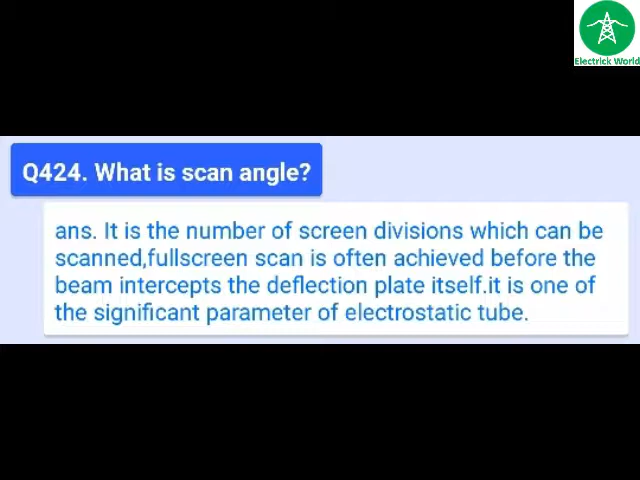 Electrick World
Q424. What is scan angle?
ans. It is the number of screen divisions which can be
scanned,fullscreen scan is often achieved before the
beam intercepts the deflection plate itself.it is one of
the significant parameter of electrostatic tube.